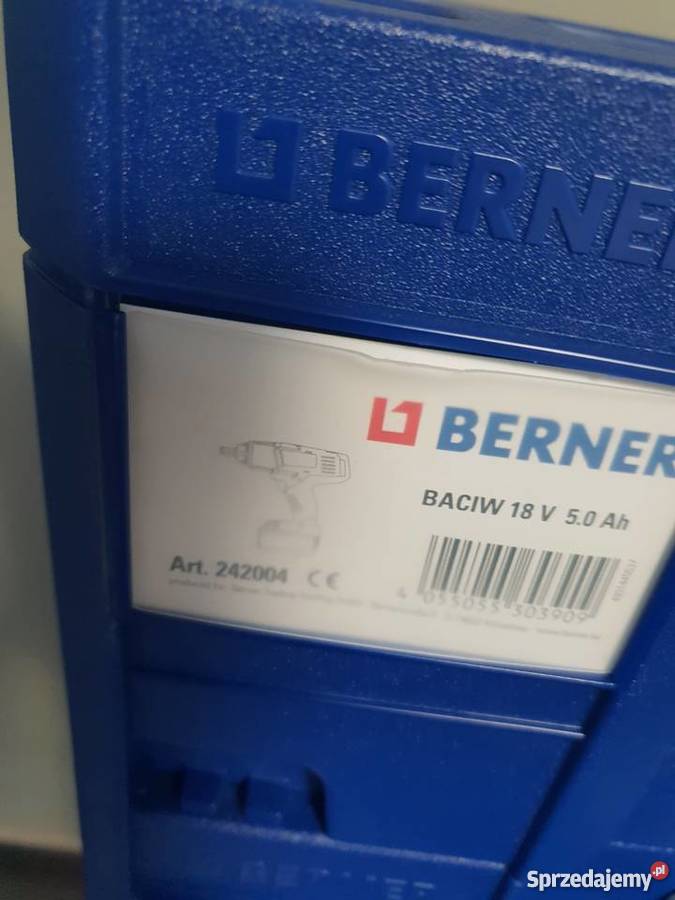 BERNER
BERNER
BACIW 18 V 5.0 Ah
Art. 242004 CE
4 055055 303909
Sprzedajemy.pl